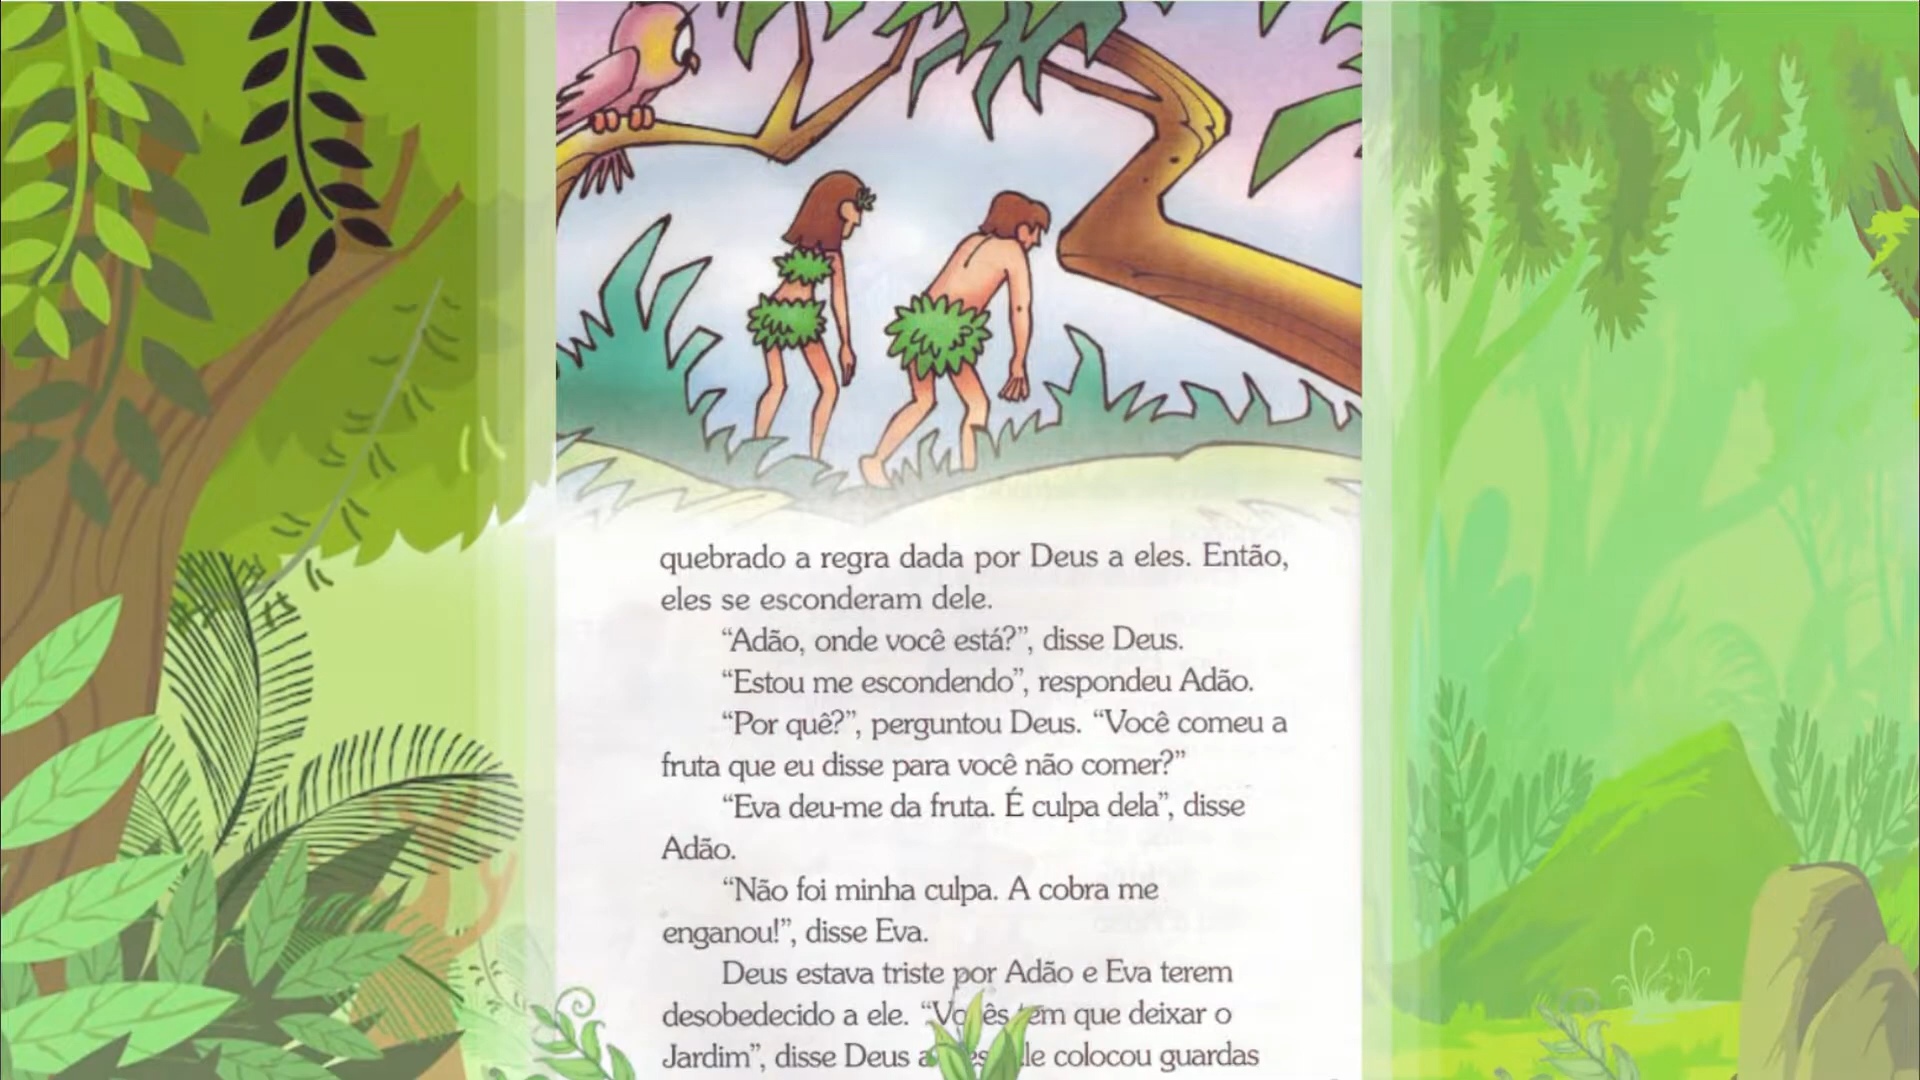 quebrado a regra dada por Deus a eles. Então,
eles se esconderam dele.
“Adão, onde você está?”, disse Deus.
“Estou me escondendo”, respondeu Adão.
“Por quê?”, perguntou Deus. “Você comeu a
fruta que eu disse para você não comer?”
“Eva deu-me da fruta. É culpa dela”, disse
Adão.
“Não foi minha culpa. A cobra me
enganou!”, disse Eva.
Deus estava triste por Adão e Eva terem
desobedecido a ele. “Vocês têm que deixar o
Jardim”, disse Deus colocou guardas